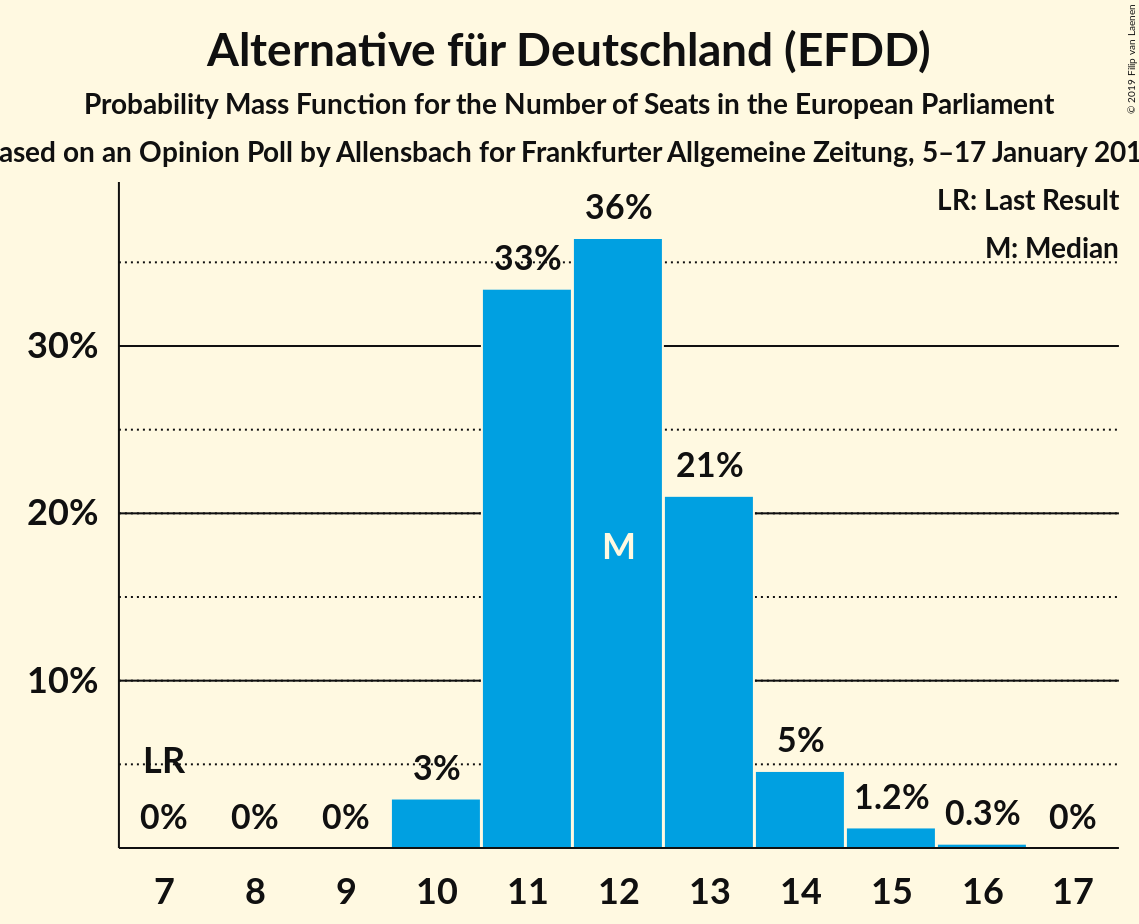 Alternative für Deutschland (EFDD)
Probability Mass Function for the Number of Seats in the European Parliament
ased on an Opinion Poll by Allensbach for Frankfurter Allgemeine Zeitung, 5–17 January 201
© 2019 Filip van Laenen
LR: Last Result
M: Median
36%
33%
30%
21%
20%
M
10%
LR
5%
3%
1.2%
0.3%
0%
0%
0%
0%
7 8 9 10 11 12 13 14 15 16 17